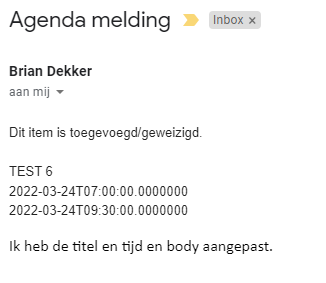 Agenda melding Inbox ×
Brian Dekker
aan mij
Dit item is toegevoegd/geweizigd.
TEST 6
2022-03-24T07:00:00.0000000
2022-03-24T09:30:00.0000000
Ik heb de titel en tijd en body aangepast.